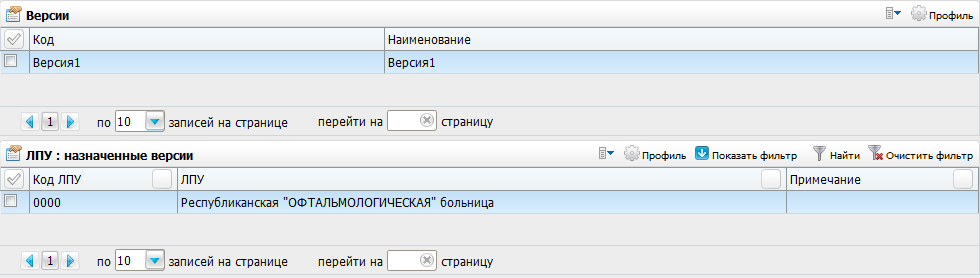 Версии Профиль
Код Наименование
Версия1 Версия1
1 по 10 записей на странице перейти на страницу
ЛПУ : назначенные версии Профиль Показать фильтр Найти Очистить фильтр
Код ЛПУ ЛПУ Примечание
0000 Республиканская "ОФТАЛЬМОЛОГИЧЕСКАЯ" больница
1 по 10 записей на странице перейти на страницу